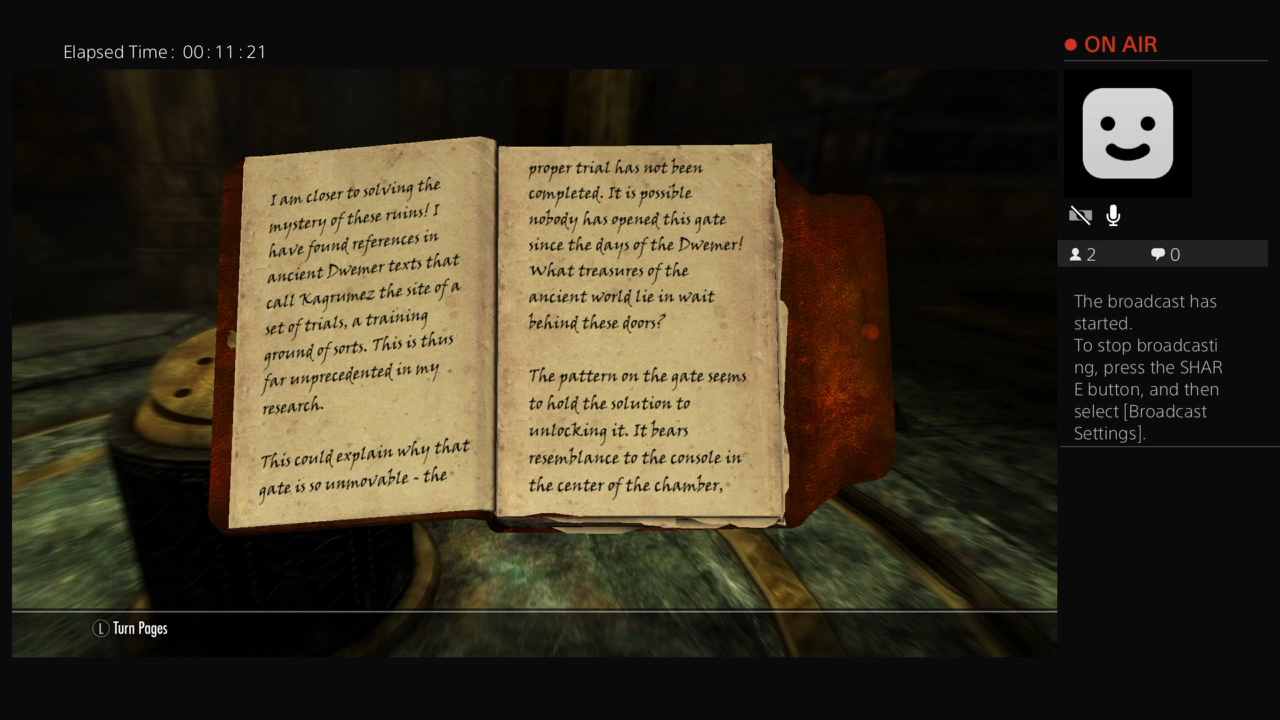 Elapsed Time: 00:11:21
ON AIR
2
0
The broadcast has
started.
To stop broadcasti
ng, press the SHAR
E button, and then
select [Broadcast
Settings].
I am closer to solving the
mystery of these ruins! I
have found references in
ancient Dwemer texts that
call Kagrumez the site of a
set of trials, a training
ground of sorts. This is thus
far unprecedented in my
research.
This could explain why that
gate is so unmovable - the
proper trial has not been
completed. It is possible
nobody has opened this gate
since the days of the Dwemer!
What treasures of the
ancient world lie in wait
behind these doors?
The pattern on the gate seems
to hold the solution to
unlocking it. It bears
resemblance to the console in
the center of the chamber,
L Turn Pages